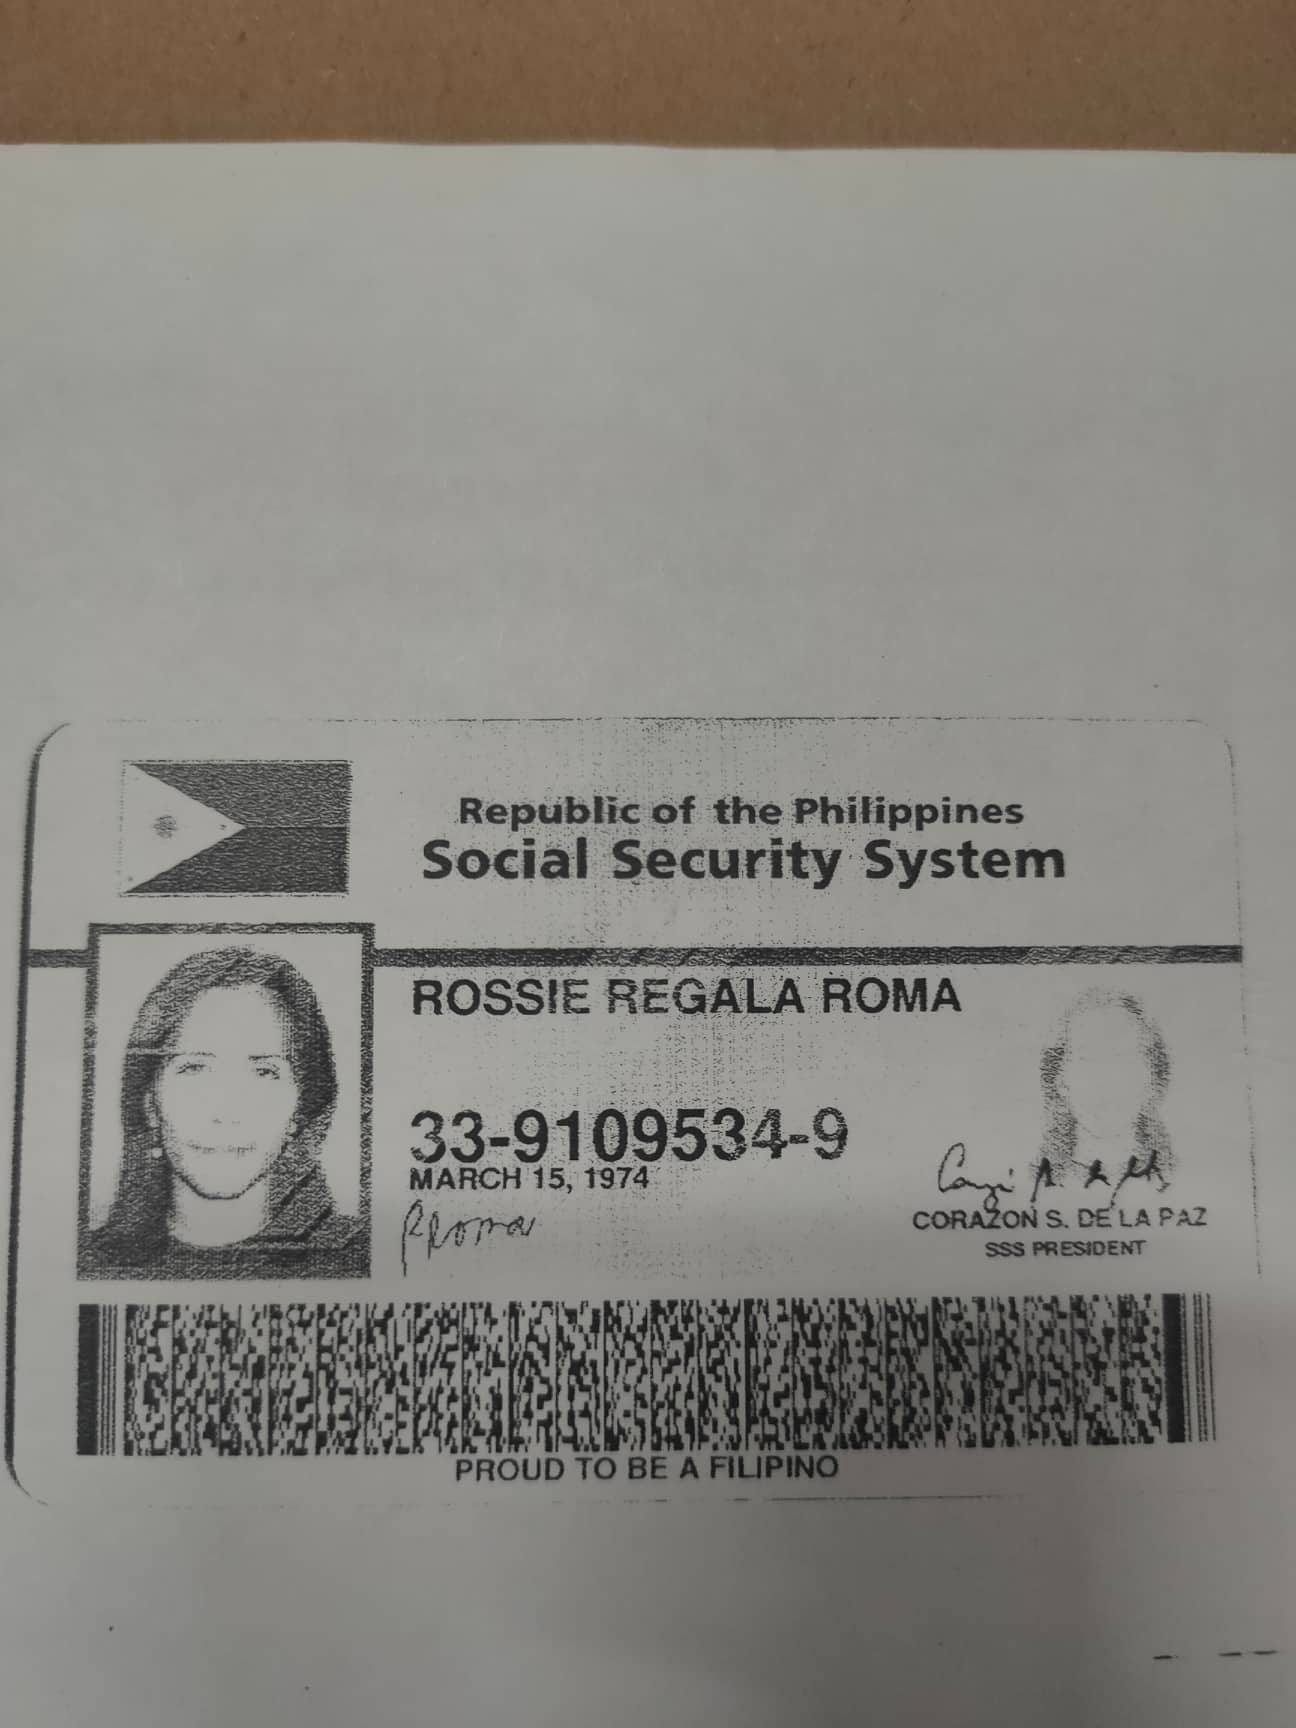 Republic of the Philippines
Social Security System
ROSSIE REGALA ROMA
33-9109534-9
MARCH 15, 1974
RRoma
CORAZON S. DE LA PAZ
SSS PRESIDENT
PROUD TO BE A FILIPINO